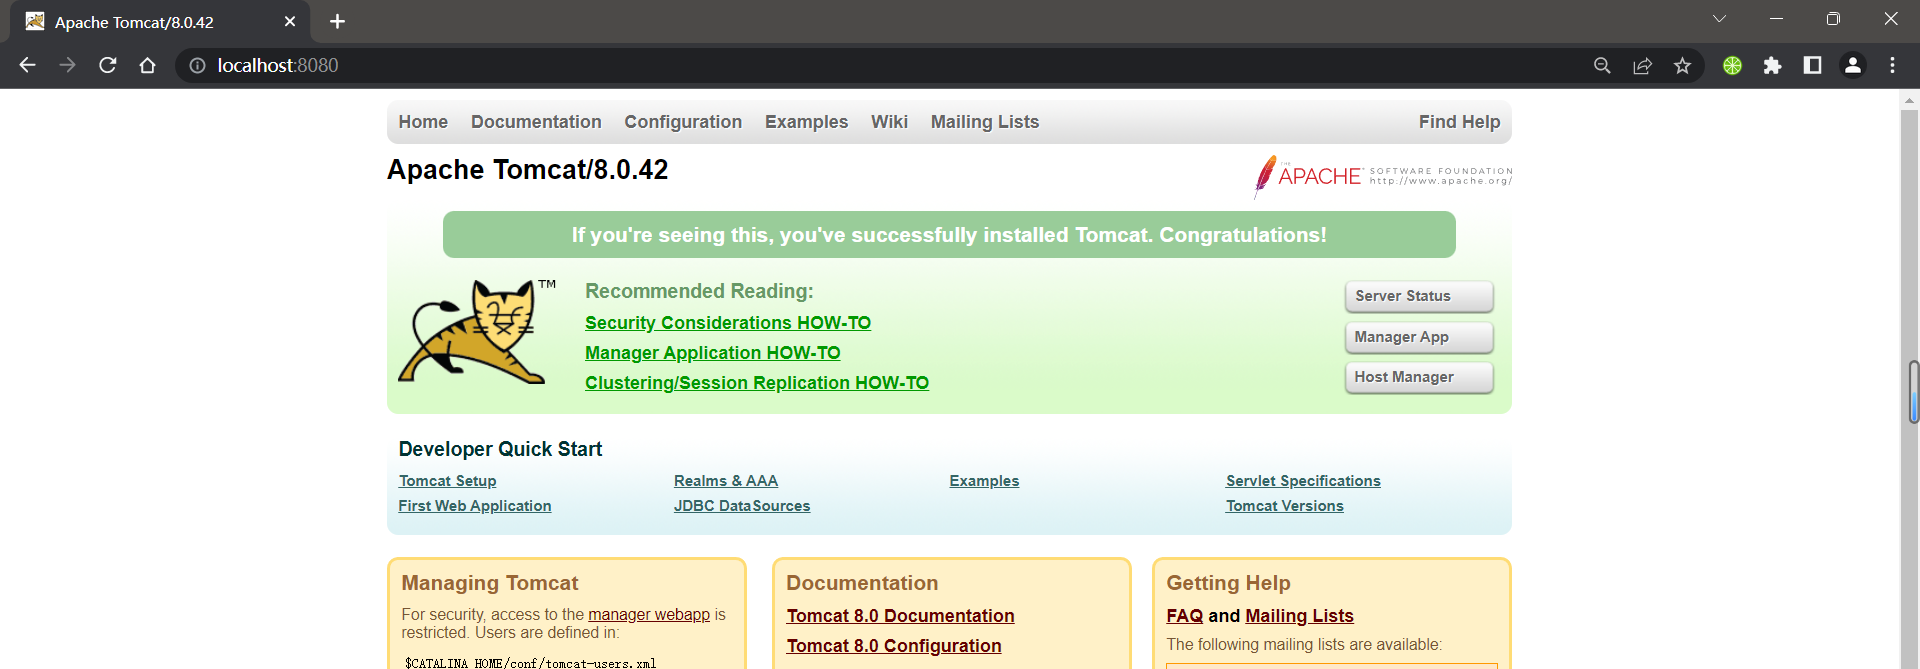 Apache Tomcat/8.0.42
localhost:8080
Home Documentation Configuration Examples Wiki Mailing Lists Find Help
Apache Tomcat/8.0.42
THE APACHE SOFTWARE FOUNDATION
http://www.apache.org/
If you're seeing this, you've successfully installed Tomcat. Congratulations!
TM
Recommended Reading:
Security Considerations HOW-TO
Manager Application HOW-TO
Clustering/Session Replication HOW-TO
Server Status
Manager App
Host Manager
Developer Quick Start
Tomcat Setup
First Web Application
Realms & AAA
JDBC DataSources
Examples
Servlet Specifications
Tomcat Versions
Managing Tomcat
For security, access to the manager webapp is
restricted. Users are defined in:
$CATALINA_HOME/conf/tomcat-users.xml
Documentation
Tomcat 8.0 Documentation
Tomcat 8.0 Configuration
Getting Help
FAQ and Mailing Lists
The following mailing lists are available: